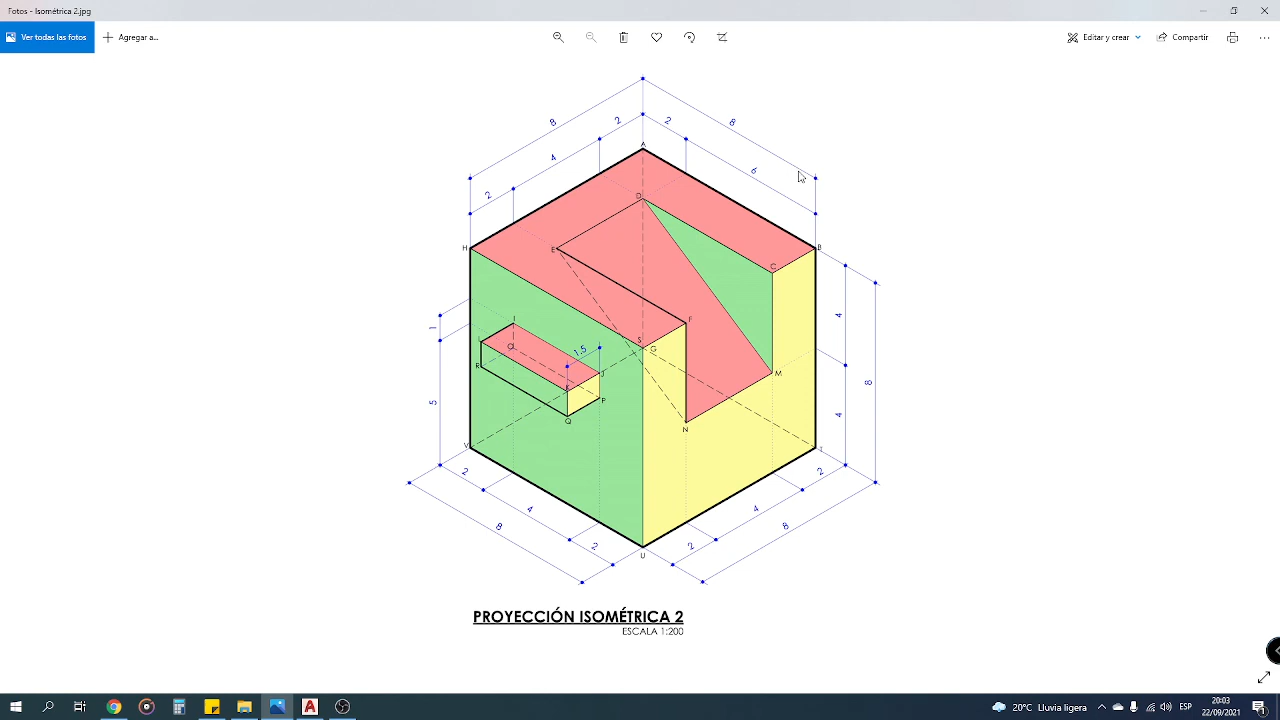 Fotos - Isométrica 2.jpg
Ver todas las fotos
Agregar a...
Editar y crear
Compartir
8
8
2
2
4
6
2
A
D
H
E
B
C
4
1
I
F
8
L
O
1,5
S
G
K
J
M
R
P
5
Q
N
4
V
T
2
2
4
4
8
8
2
2
U
PROYECCIÓN ISOMÉTRICA 2
ESCALA 1:200
20°C Lluvia ligera
ESP
20:03
22/09/2021